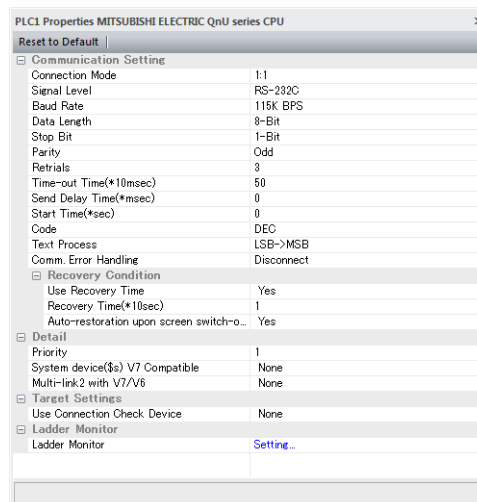 PLC1 Properties MITSUBISHI ELECTRIC QnU series CPU
Reset to Default
Communication Setting
Connection Mode 1:1
Signal Level RS-232C
Baud Rate 115K BPS
Data Length 8-Bit
Stop Bit 1-Bit
Parity Odd
Retrials 3
Time-out Time(*10msec) 50
Send Delay Time(*msec) 0
Start Time(*sec) 0
Code DEC
Text Process LSB->MSB
Comm. Error Handling Disconnect
Recovery Condition
Use Recovery Time Yes
Recovery Time(*10sec) 1
Auto-restoration upon screen switch-o... Yes
Detail
Priority 1
System device($s) V7 Compatible None
Multi-link2 with V7/V6 None
Target Settings
Use Connection Check Device None
Ladder Monitor
Ladder Monitor Setting...